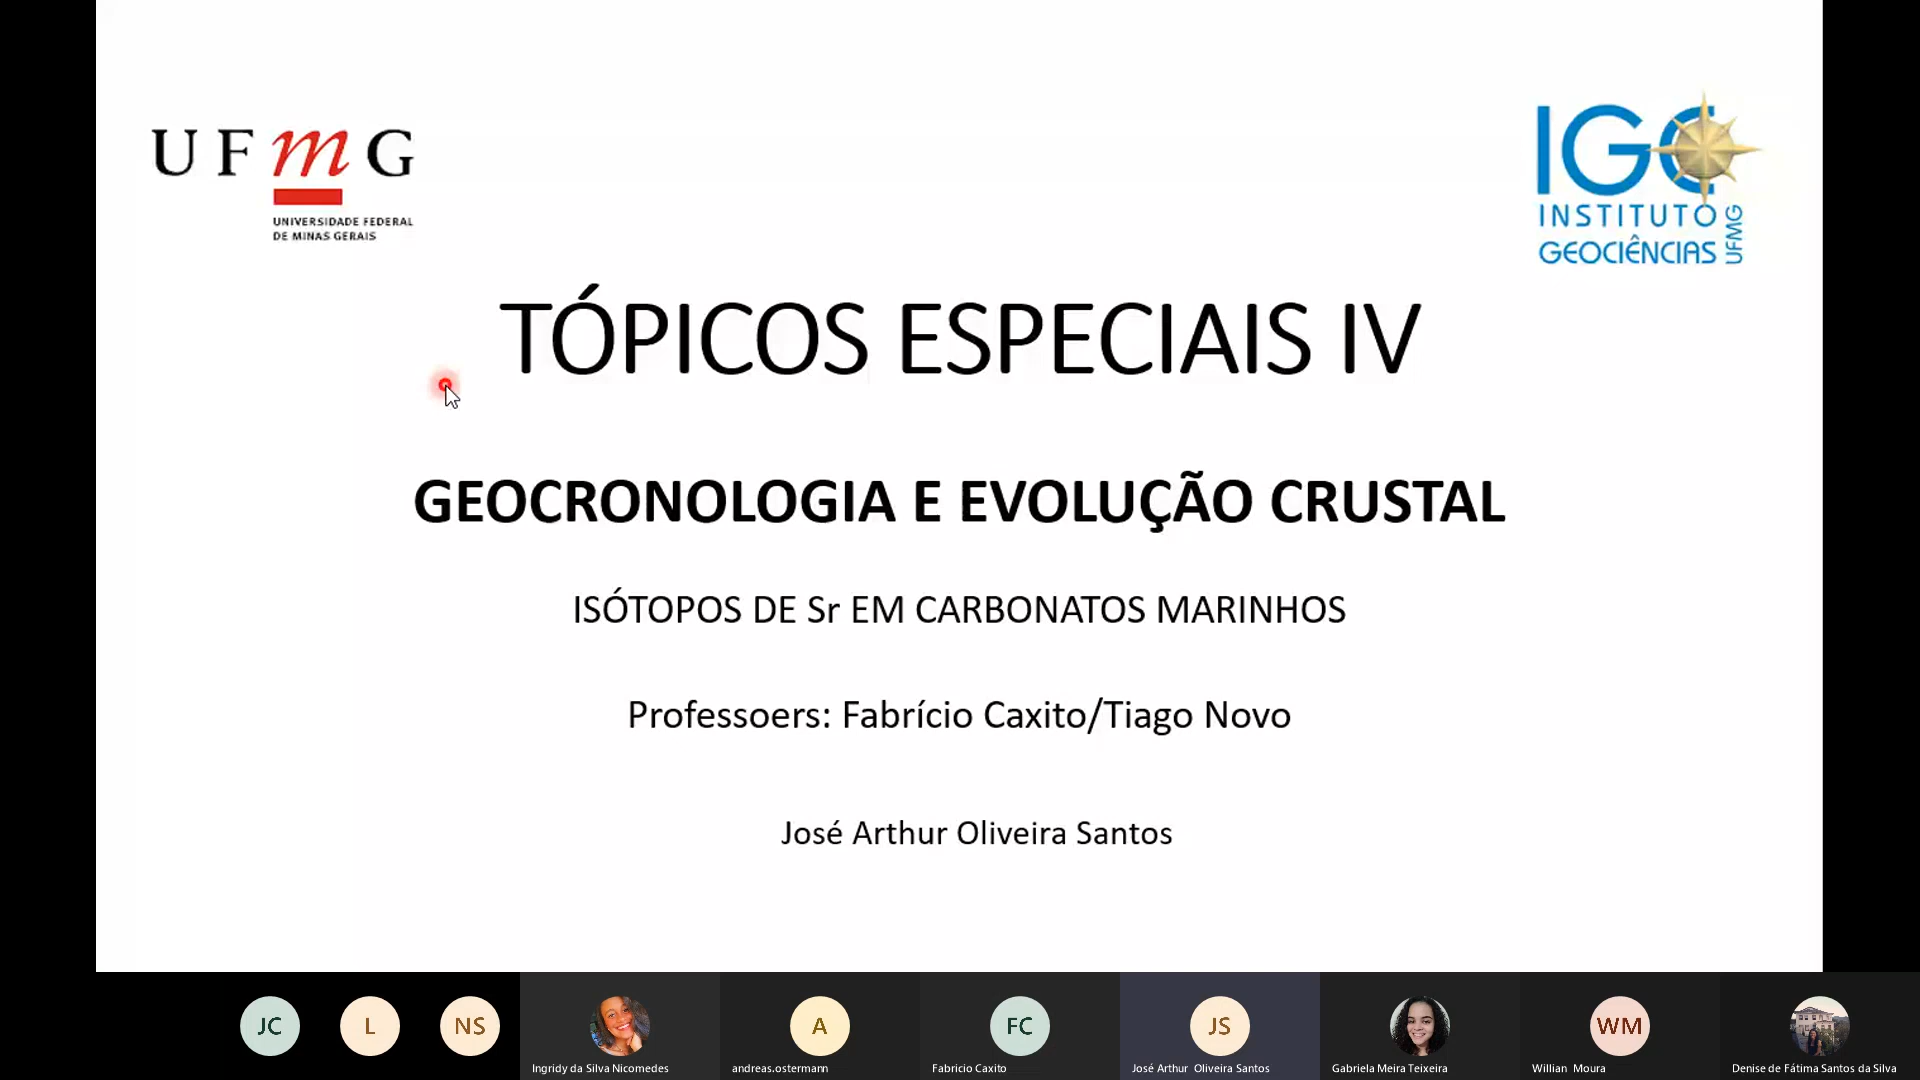 UFmG
UNIVERSIDADE FEDERAL
DE MINAS GERAIS
IGC
INSTITUTO
GEOCIÊNCIAS
UFMG
TÓPICOS ESPECIAIS IV
GEOCRONOLOGIA E EVOLUÇÃO CRUSTAL
ISÓTOPOS DE Sr EM CARBONATOS MARINHOS
Professoers: Fabrício Caxito/Tiago Novo
José Arthur Oliveira Santos
JC
L
NS
A
FC
JS
WM
Ingridy da Silva Nicomedes
andreas.ostermann
Fabricio Caxito
José Arthur Oliveira Santos
Gabriela Meira Teixeira
Willian Moura
Denise de Fátima Santos da Silva